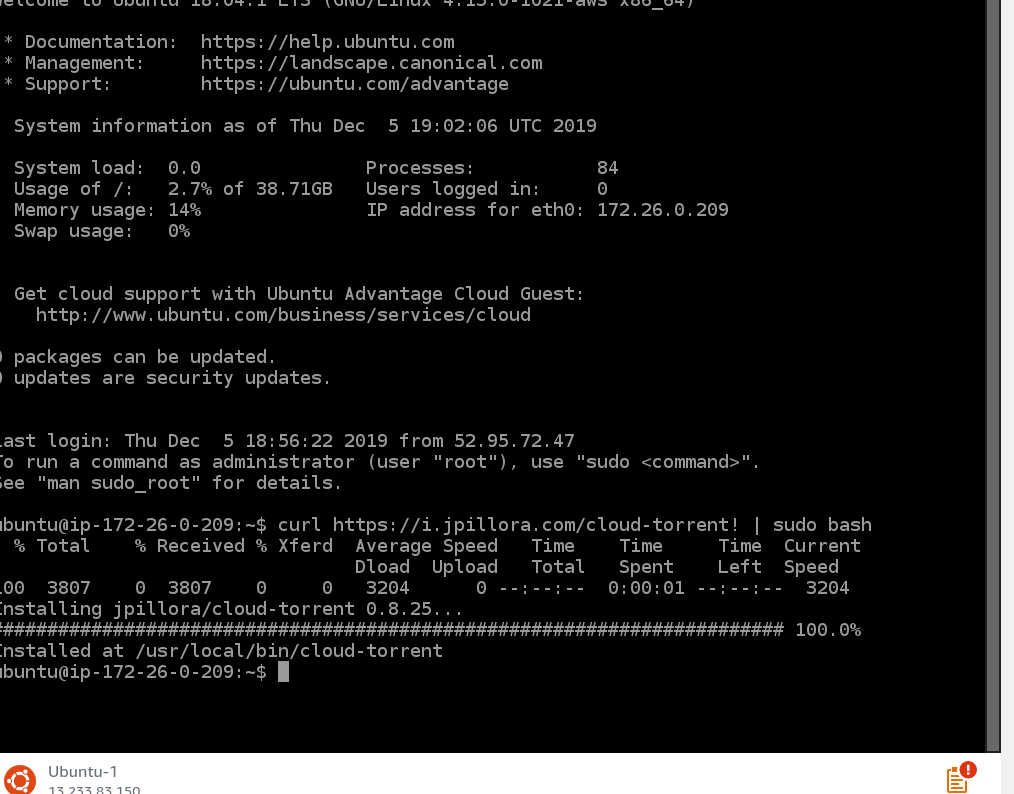 Welcome to Ubuntu 18.04.1 LTS (GNU/Linux 4.15.0-1021-aws x86_64)
* Documentation: https://help.ubuntu.com
* Management: https://landscape.canonical.com
* Support: https://ubuntu.com/advantage
System information as of Thu Dec 5 19:02:06 UTC 2019
System load: 0.0 Processes: 84
Usage of /: 2.7% of 38.71GB Users logged in: 0
Memory usage: 14% IP address for eth0: 172.26.0.209
Swap usage: 0%
Get cloud support with Ubuntu Advantage Cloud Guest:
http://www.ubuntu.com/business/services/cloud
0 packages can be updated.
0 updates are security updates.
Last login: Thu Dec 5 18:56:22 2019 from 52.95.72.47
To run a command as administrator (user "root"), use "sudo <command>".
See "man sudo_root" for details.
ubuntu@ip-172-26-0-209:~$ curl https://i.jpillora.com/cloud-torrent! | sudo bash
% Total % Received % Xferd Average Speed Time Time Time Current
Dload Upload Total Spent Left Speed
100 3807 0 3807 0 0 3204 0 --:--:-- 0:00:01 --:--:-- 3204
Installing jpillora/cloud-torrent 0.8.25...
######################################################################## 100.0%
Installed at /usr/local/bin/cloud-torrent
ubuntu@ip-172-26-0-209:~$
Ubuntu-1
13.233.83.150